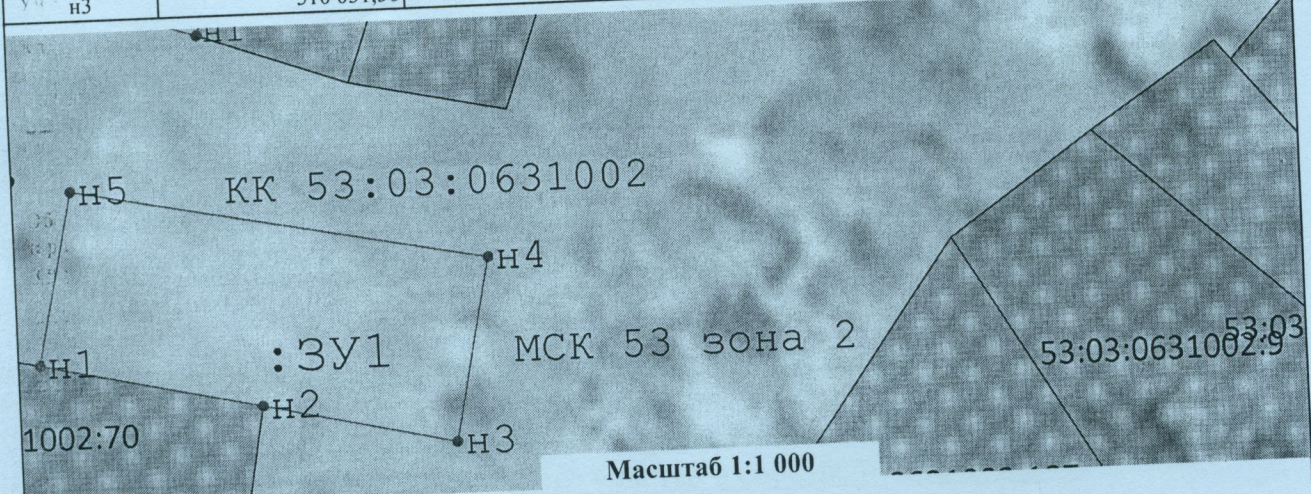 н3
н1
н5 КК 53:03:0631002
н4
:ЗУ1 МСК 53 зона 2
53:03
53:03:0631002:9
н1
н2
н3
1002:70
Масштаб 1:1 000